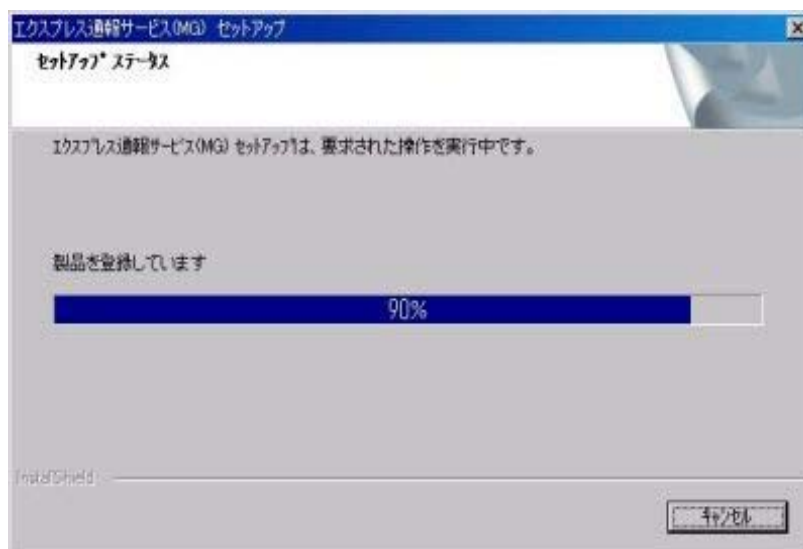 エクスプレス通報サービス(MG) セットアップ
セットアップ ステータス
エクスプレス通報サービス(MG) セットアップは、要求された操作を実行中です。
製品を登録しています
90%
InstallShield
キャンセル